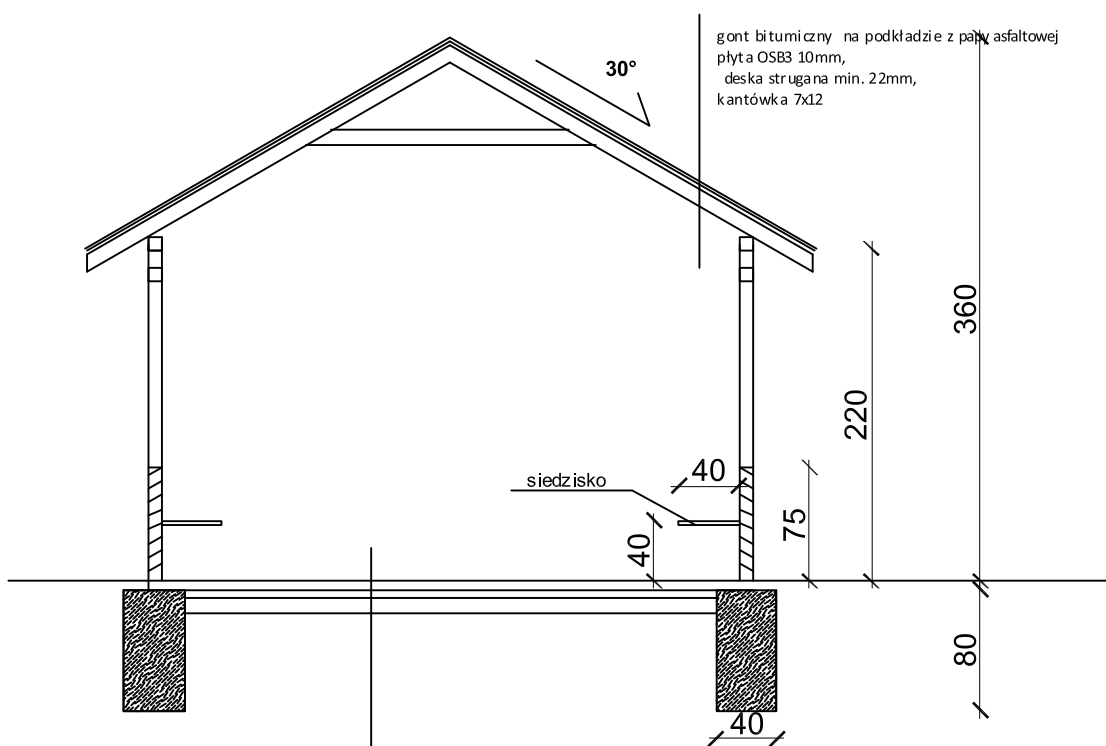 gont bitumiczny na podkładzie z papy asfaltowej
płyta OSB3 10mm,
deska strugana min. 22mm,
kantówka 7x12
30°
360
220
40
siedzisko
75
40
80
40